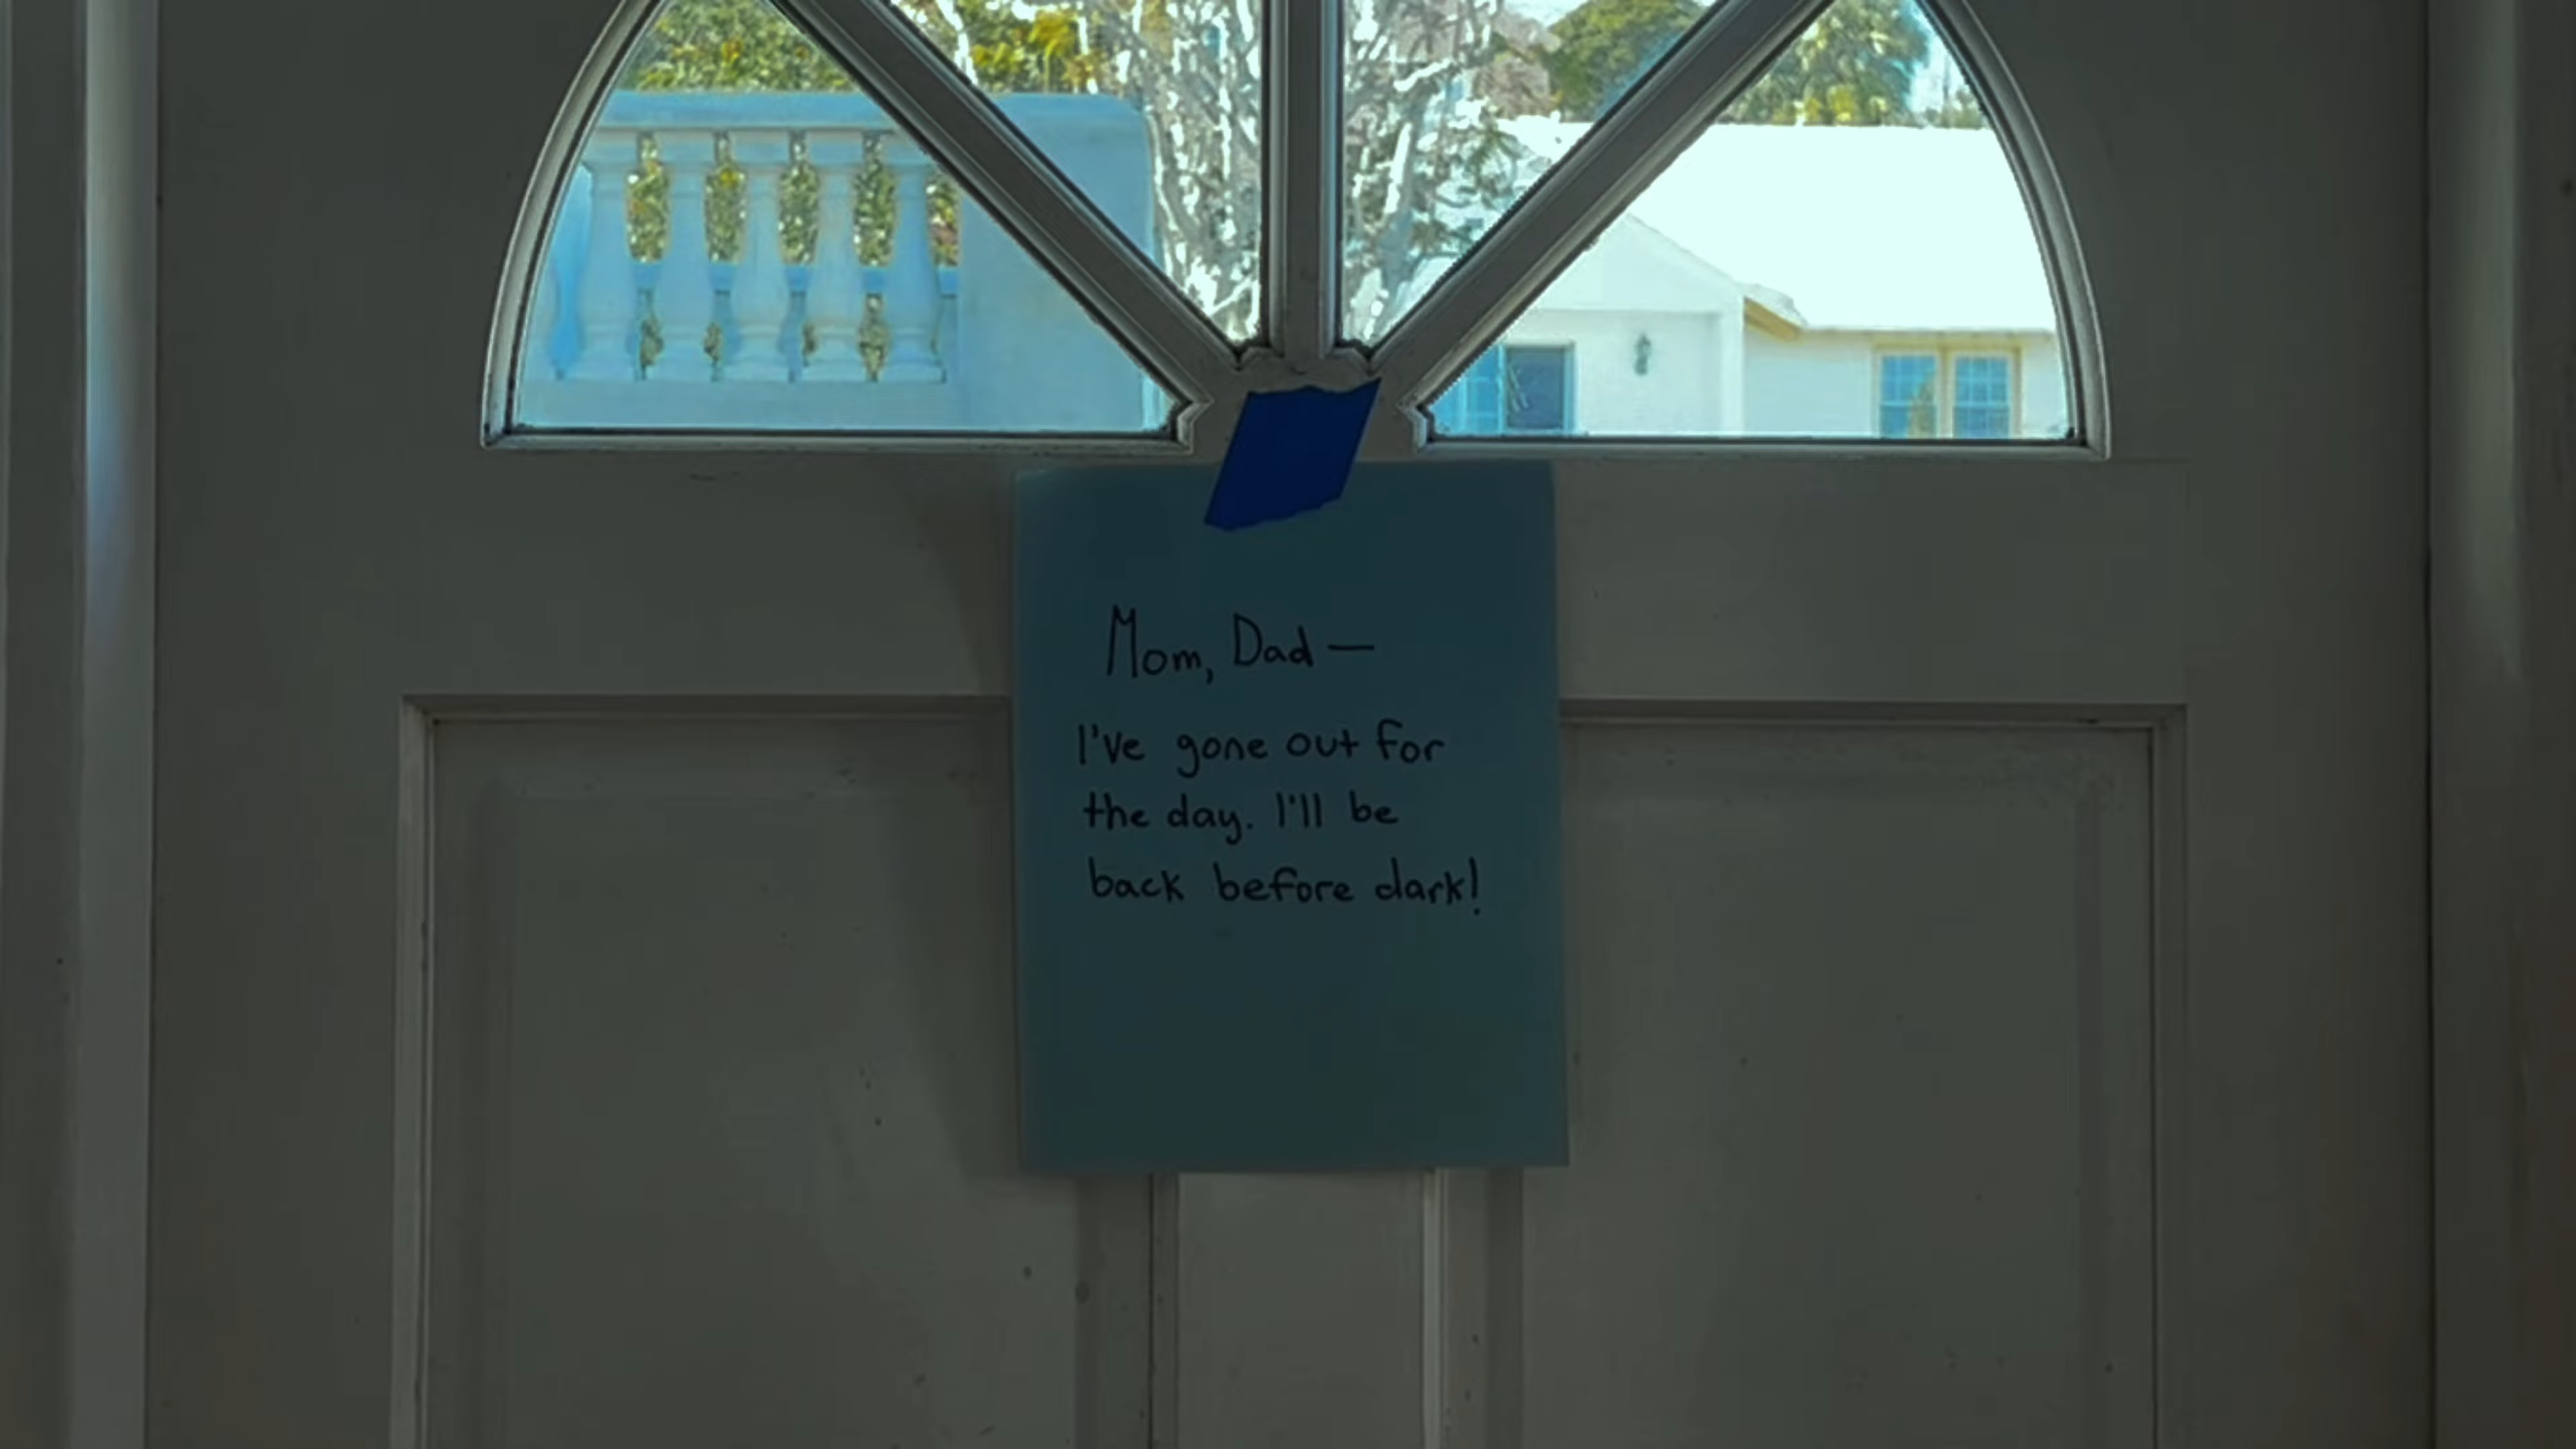 Mom, Dad —
I've gone out for
the day. I'll be
back before dark!